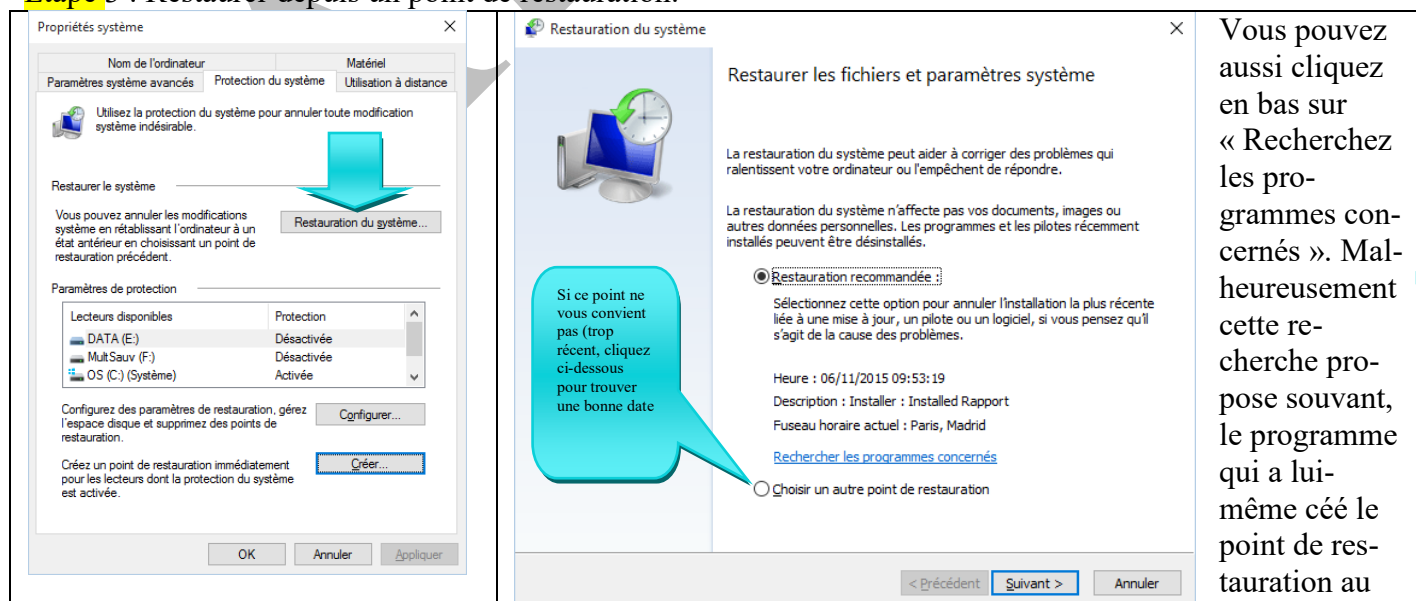 Etape 3 : Restaurer depuis un point de restauration.
Propriétés système
Nom de l'ordinateur
Matériel
Paramètres système avancés
Protection du système
Utilisation à distance
Utilisez la protection du système pour annuler toute modification
système indésirable.
Restaurer le système
Vous pouvez annuler les modifications
système en rétablissant l'ordinateur à un
état antérieur en choisissant un point de
restauration précédent.
Restauration du système...
Paramètres de protection
Lecteurs disponibles
Protection
DATA (E:)
Désactivée
MultSauv (F:)
Désactivée
OS (C:) (Système)
Activée
Configurez des paramètres de restauration, gérez
l'espace disque et supprimez des points de
restauration.
Configurer...
Créez un point de restauration immédiatement
pour les lecteurs dont la protection du système
est activée.
Créer...
OK
Annuler
Appliquer
Restauration du système
Restaurer les fichiers et paramètres système
La restauration du système peut aider à corriger des problèmes qui
ralentissent votre ordinateur ou l'empêchent de répondre.
La restauration du système n'affecte pas vos documents, images ou
autres données personnelles. Les programmes et les pilotes récemment
installés peuvent être désinstallés.
Restauration recommandée :
Sélectionnez cette option pour annuler l'installation la plus récente
liée à une mise à jour, un pilote ou un logiciel, si vous pensez qu'il
s'agit de la cause des problèmes.
Heure : 06/11/2015 09:53:19
Description : Installer : Installed Rapport
Fuseau horaire actuel : Paris, Madrid
Rechercher les programmes concernés
Choisir un autre point de restauration
Si ce point ne
vous convient
pas (trop
récent, cliquez
ci-dessous
pour trouver
une bonne date
< Précédent
Suivant >
Annuler
Vous pouvez
aussi cliquez
en bas sur
« Recherchez
les pro-
grammes con-
cernés ». Mal-
heureusement
cette re-
cherche pro-
pose souvant,
le programme
qui a lui-
même céé le
point de res-
tauration au